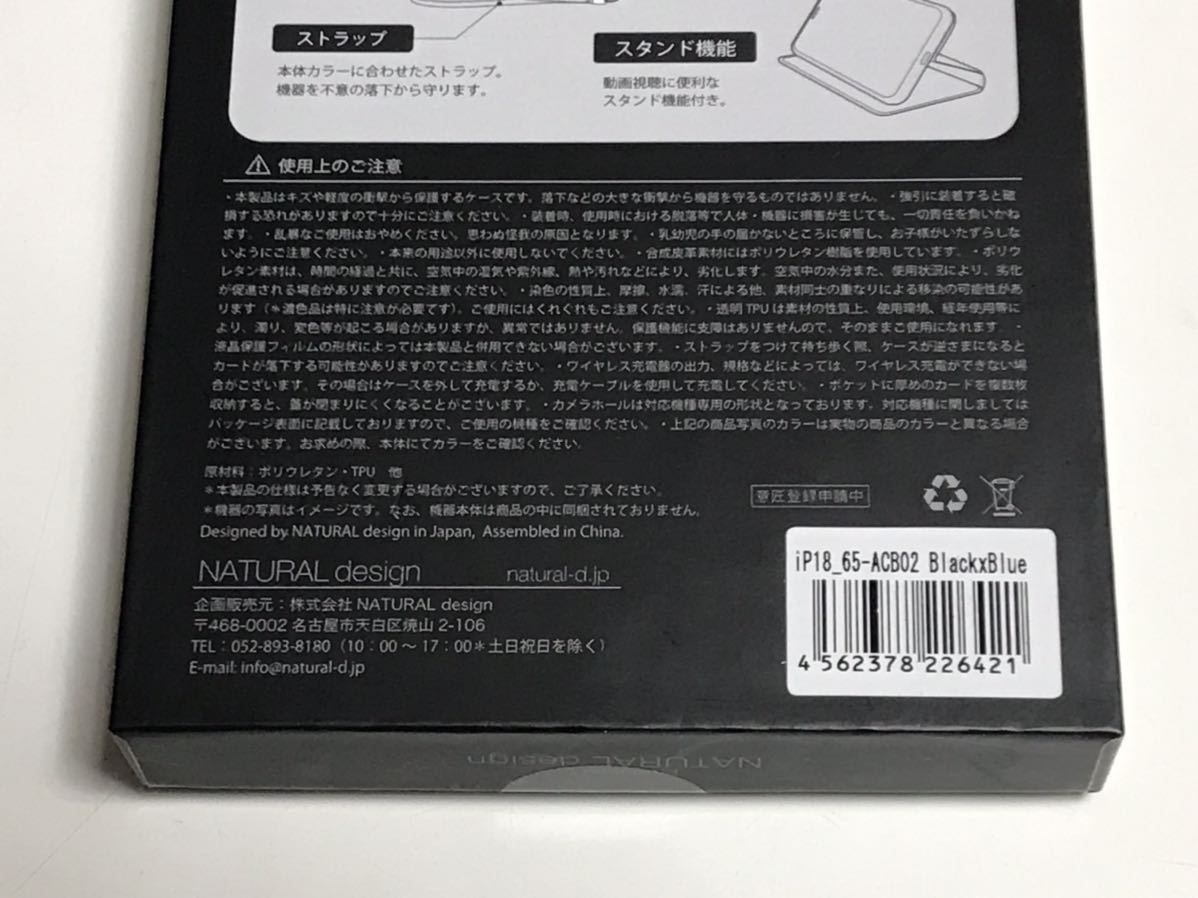 ストラップ
本体カラーに合わせたストラップ。
機器を不意の落下から守ります。
スタンド機能
動画視聴に便利な
スタンド機能付き。
使用上のご注意
・本製品はキズや軽度の衝撃から保護するケースです。落下などの大きな衝撃から機器を守るものではありません。・強引に装着すると破
損する恐れがありますので十分にご注意ください。・装着時、使用時における脱落等で人体・機器に損害が生じても、一切責任を負いかね
ます。・乱暴なご使用はおやめください。思わぬ怪我の原因となります。・乳幼児の手の届かないところに保管し、お子様がいたずらしな
いようにご注意ください。・本来の用途以外に使用しないでください。・合成皮革素材にはポリウレタン樹脂を使用しています。・ポリウ
レタン素材は、時間の経過と共に、空気中の湿気や紫外線、熱や汚れなどにより、劣化します。空気中の水分また、使用状況により、劣化
が促進される場合がありますのでご注意ください。・染色の性質上、摩擦、水濡、汗による他、素材同士の重なりによる移染の可能性があ
ります（＊濃色品は特に注意が必要です）。ご使用にはくれぐれもご注意ください。・透明 TPU は素材の性質上、使用環境、経年使用等に
より、濁り、変色等が起こる場合がありますが、異常ではありません。保護機能に支障はありませんので、そのままご使用になれます。・
液晶保護フィルムの形状によっては本製品と併用できない場合がございます。・ストラップをつけて持ち歩く際、ケースが逆さまになると
カードが落下する可能性がありますのでご注意ください。・ワイヤレス充電器の出力、規格などによっては、ワイヤレス充電ができない場
合がございます。その場合はケースを外して充電するか、充電ケーブルを使用して充電してください。・ポケットに厚めのカードを複数枚
収納すると、蓋が閉まりにくくなることがございます。・カメラホールは対応機種専用の形状となっております。対応機種に関しましては
パッケージ表面に記載しておりますので、ご使用の機種をご確認ください。・上記の商品写真のカラーは実物の商品のカラーと異なる場合
がございます。お求めの際、本体にてカラーをご確認ください。
原材料：ポリウレタン・TPU 他
＊本製品の仕様は予告なく変更する場合がございますので、ご了承ください。
＊機器の写真はイメージです。なお、機器本体は商品の中に同梱されておりません。
意匠登録申請中
Designed by NATURAL design in Japan, Assembled in China.
NATURAL design natural-d.jp
企画販売元：株式会社 NATURAL design
〒468-0002 名古屋市天白区焼山 2-106
TEL：052-893-8180（10：00～17：00＊土日祝日を除く）
E-mail: info@natural-d.jp
iP18_65-ACB02 BlackxBlue
4 562378 226421
NATURAL design